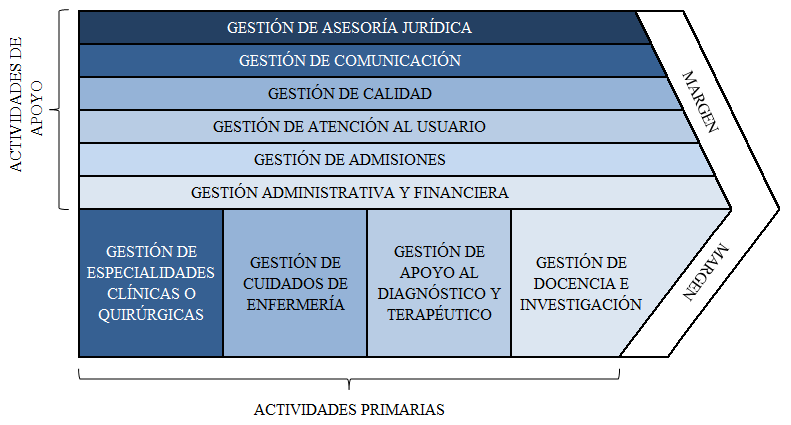 ACTIVIDADES DE
APOYO
GESTIÓN DE ASESORÍA JURÍDICA
GESTIÓN DE COMUNICACIÓN
GESTIÓN DE CALIDAD
GESTIÓN DE ATENCIÓN AL USUARIO
GESTIÓN DE ADMISIONES
GESTIÓN ADMINISTRATIVA Y FINANCIERA
MARGEN
GESTIÓN DE
ESPECIALIDADES
CLÍNICAS O
QUIRÚRGICAS
GESTIÓN DE
CUIDADOS DE
ENFERMERÍA
GESTIÓN DE
APOYO AL
DIAGNÓSTICO Y
TERAPÉUTICO
GESTIÓN DE
DOCENCIA E
INVESTIGACIÓN
MARGEN
ACTIVIDADES PRIMARIAS